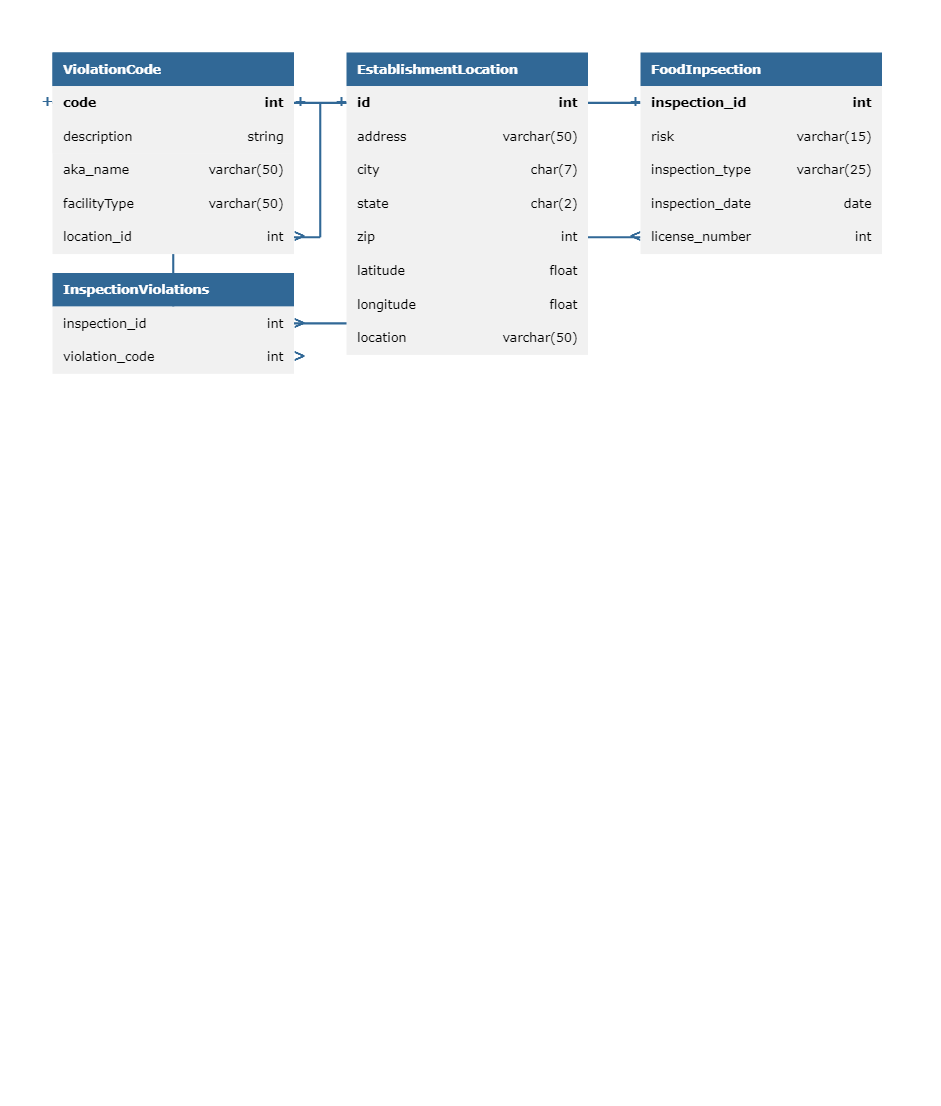 ViolationCode
code int
description string
aka_name varchar(50)
facilityType varchar(50)
location_id int
InspectionViolations
inspection_id int
violation_code int
EstablishmentLocation
id int
address varchar(50)
city char(7)
state char(2)
zip int
latitude float
longitude float
location varchar(50)
FoodInpsection
inspection_id int
risk varchar(15)
inspection_type varchar(25)
inspection_date date
license_number int